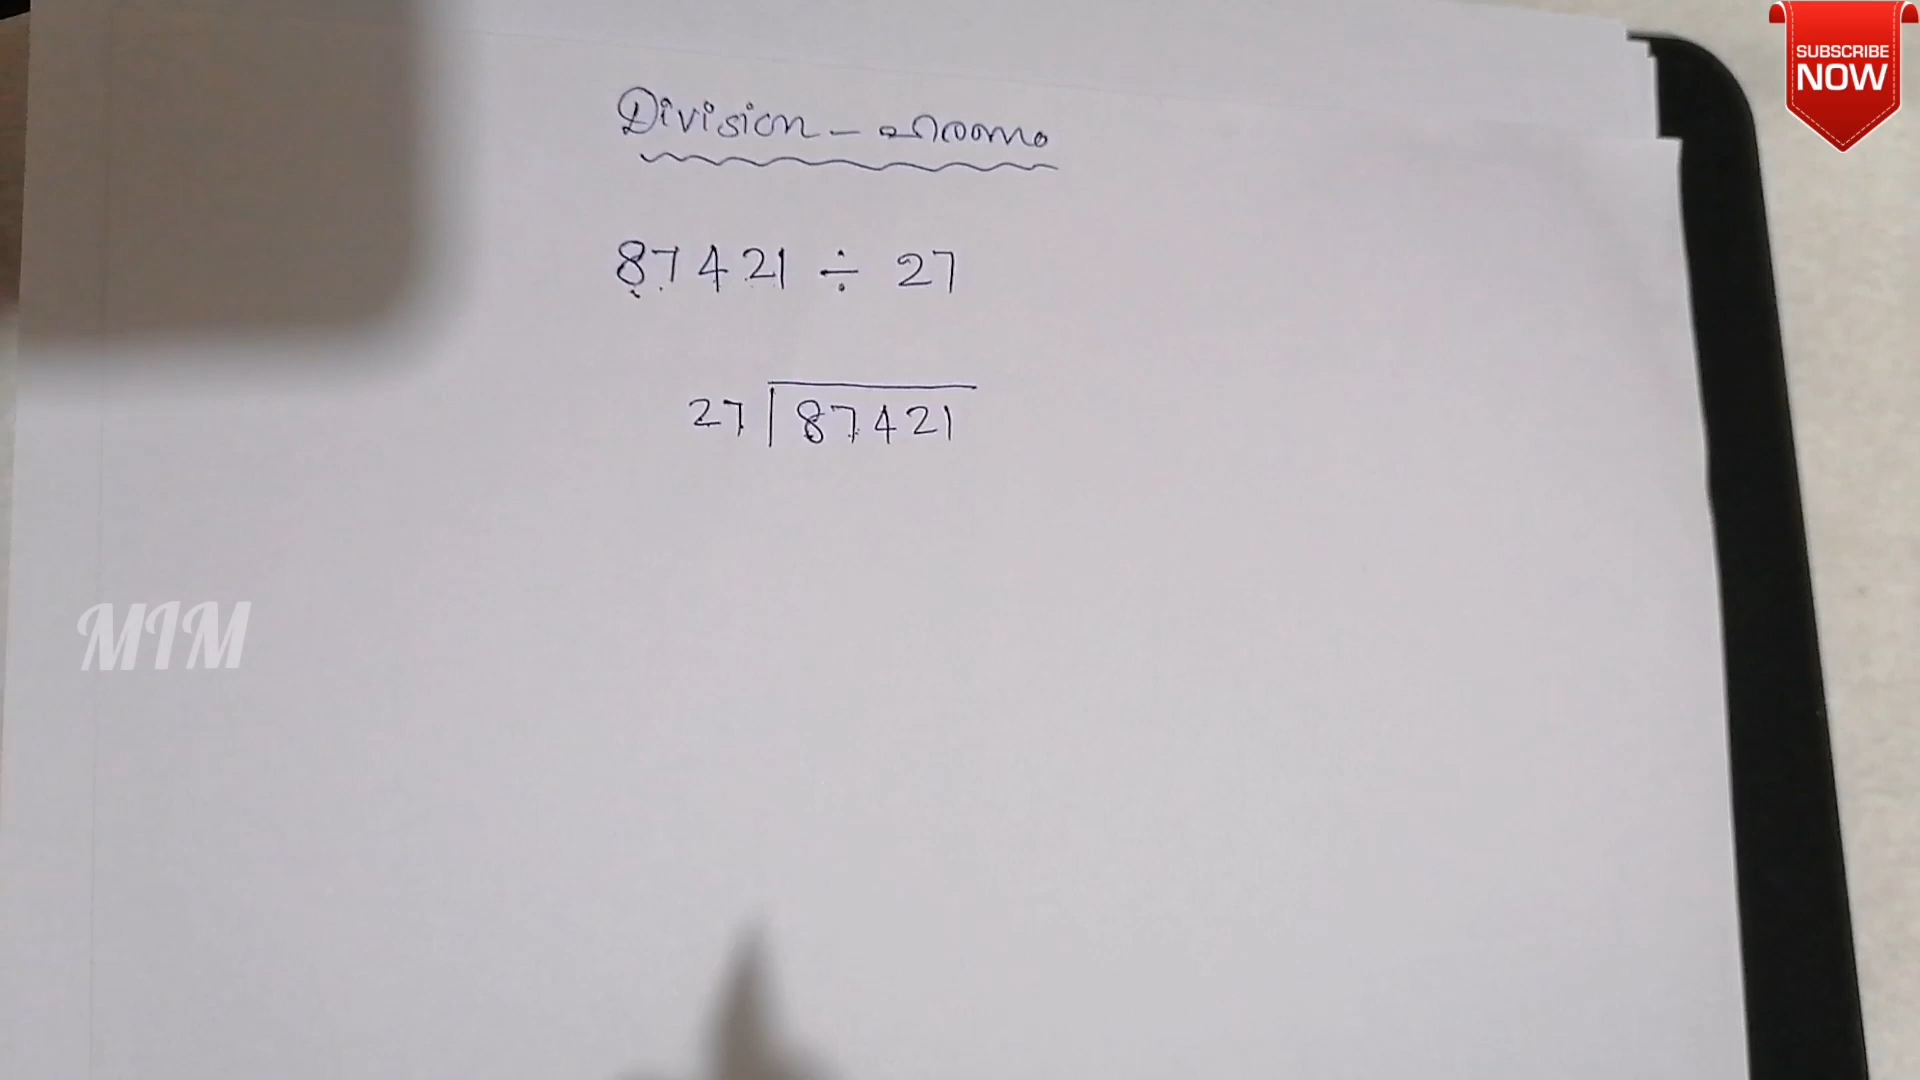 SUBSCRIBE
NOW
Division - ഹരണം
87421 ÷ 27
27 87421
MIM